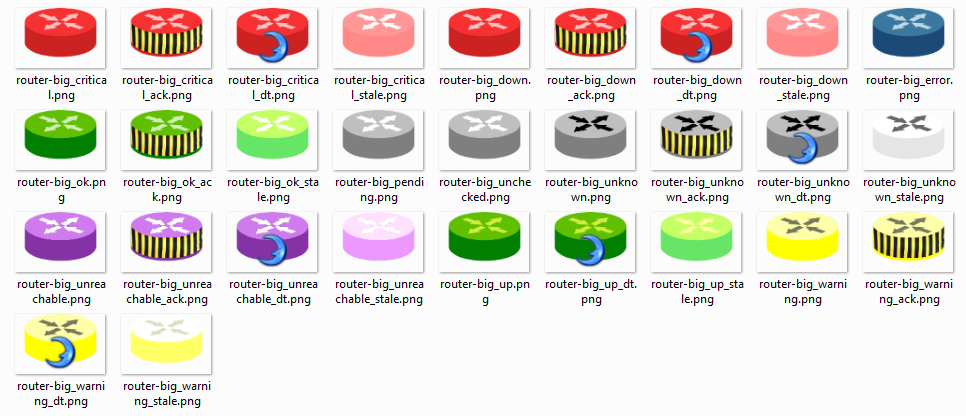 router-big_critica
l.png
router-big_critica
l_ack.png
router-big_critica
l_dt.png
router-big_critica
l_stale.png
router-big_down.
png
router-big_down
_ack.png
router-big_down
_dt.png
router-big_down
_stale.png
router-big_error.
png
router-big_ok.pn
g
router-big_ok_ac
k.png
router-big_ok_sta
le.png
router-big_pendi
ng.png
router-big_unche
cked.png
router-big_unkno
wn.png
router-big_unkno
wn_ack.png
router-big_unkno
wn_dt.png
router-big_unkno
wn_stale.png
router-big_unrea
chable.png
router-big_unrea
chable_ack.png
router-big_unrea
chable_dt.png
router-big_unrea
chable_stale.png
router-big_up.pn
g
router-big_up_dt.
png
router-big_up_sta
le.png
router-big_warni
ng.png
router-big_warni
ng_ack.png
router-big_warni
ng_dt.png
router-big_warni
ng_stale.png